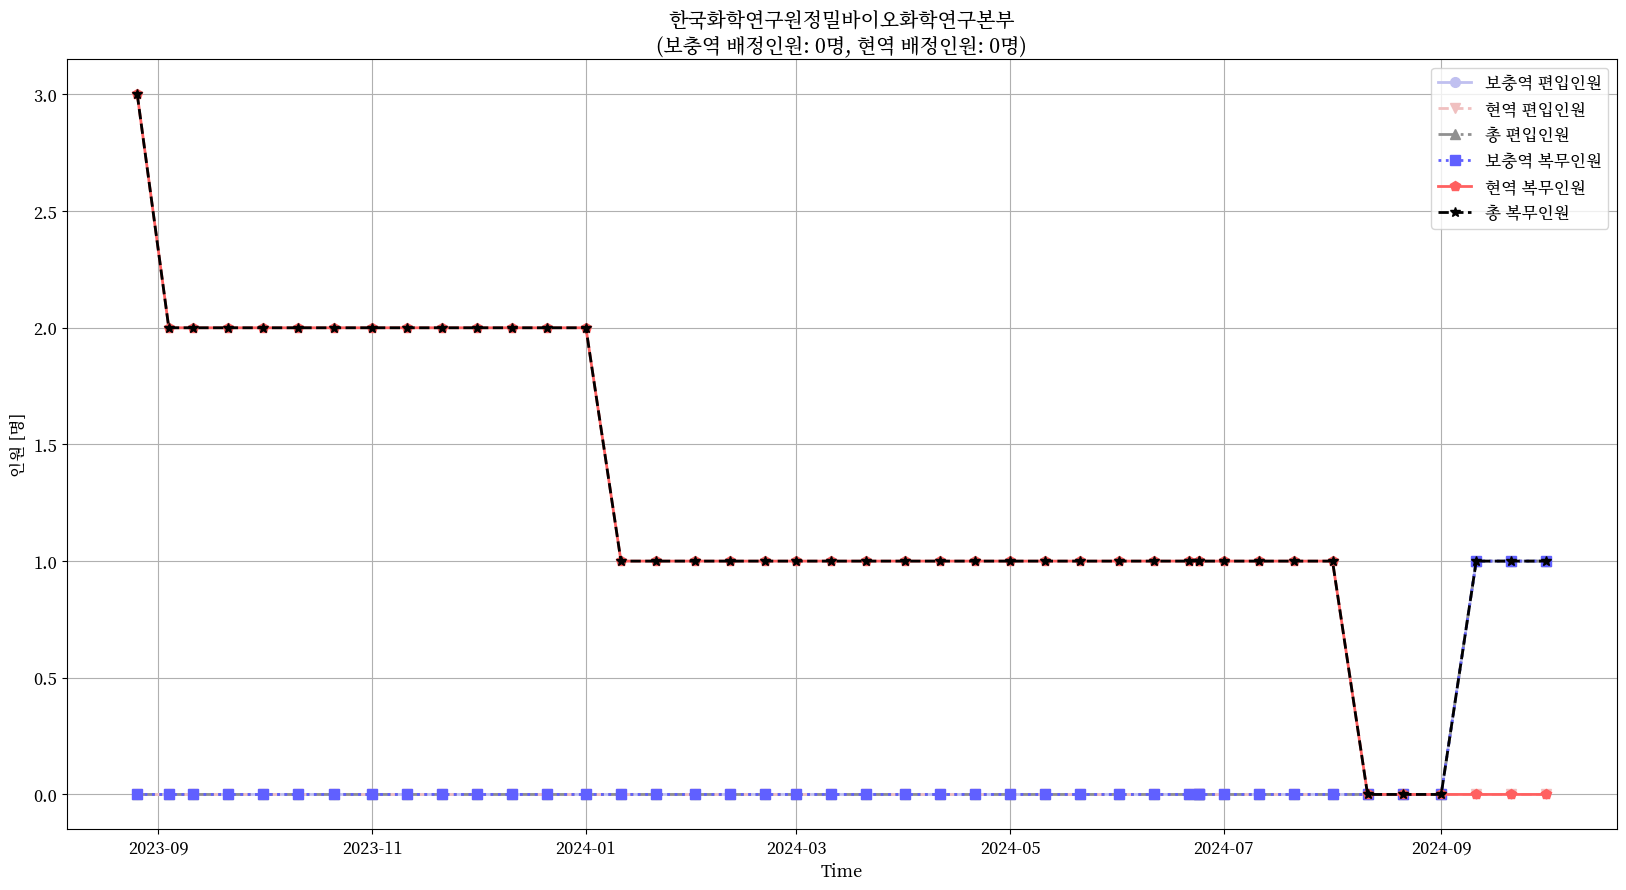 한국화학연구원정밀바이오화학연구본부
(보충역 배정인원: 0명, 현역 배정인원: 0명)
보충역 편입인원
현역 편입인원
총 편입인원
보충역 복무인원
현역 복무인원
총 복무인원
인원 [명]
3.0
2.5
2.0
1.5
1.0
0.5
0.0
2023-09
2023-11
2024-01
2024-03
2024-05
2024-07
2024-09
Time